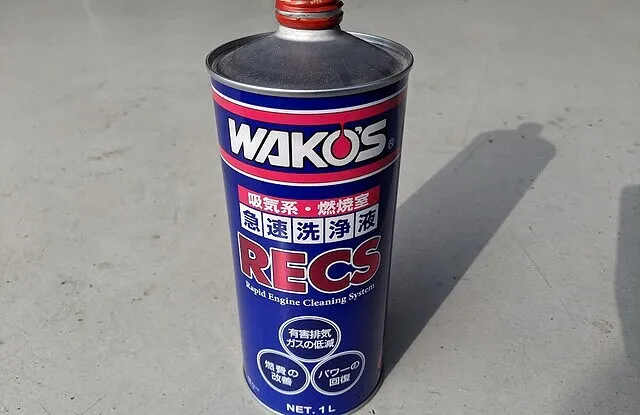 WAKO'S®
吸気系・燃焼室
急速洗浄液
RECS
Rapid Engine Cleaning System
有害排気
ガスの低減
燃費の
改善
パワーの
回復
NET. 1L